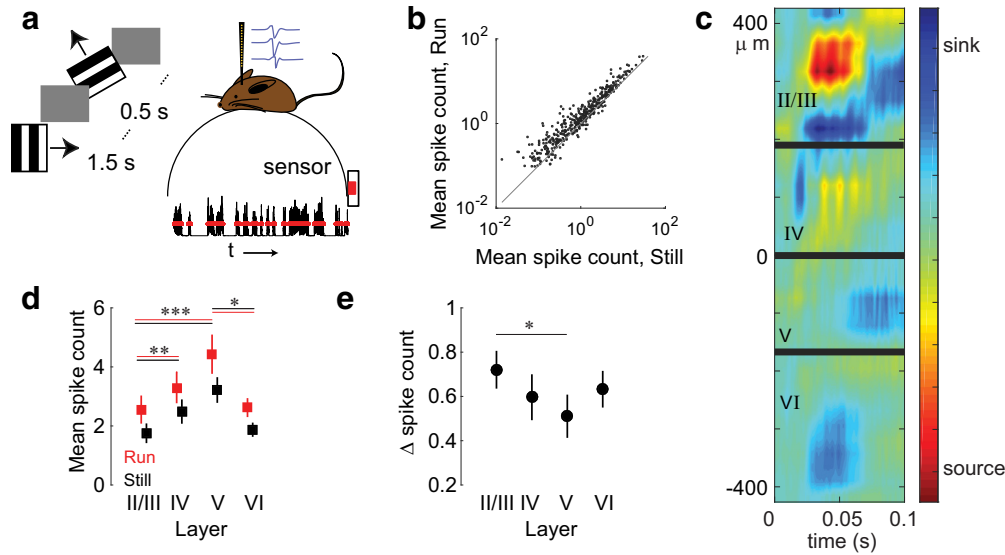 a
0.5 s
1.5 s
sensor
t
b
Mean spike count, Run
10²
10⁰
10⁻²
10⁻² 10⁰ 10²
Mean spike count, Still
c
400
μ m
II/III
IV
0
V
VI
-400
0 0.05 0.1
time (s)
sink
source
d
Mean spike count
6
4
2
0
***
*
**
Run
Still
II/III IV V VI
Layer
e
Δ spike count
1
0.8
0.6
0.4
0.2
*
II/III IV V VI
Layer